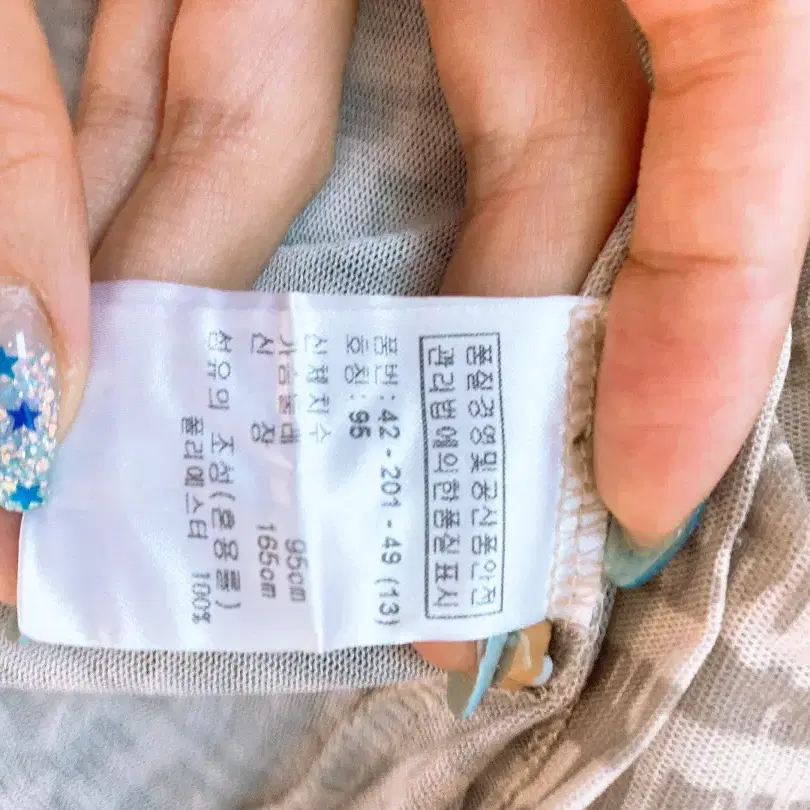 품질경영및공산품안전
관리법에의한품질표시
품번 : 42 - 201 - 49 (13)
호칭 : 95
신체치수
가슴둘레 95cm
신 장 165cm
섬유의 조성(혼용률)
폴리에스터 100%